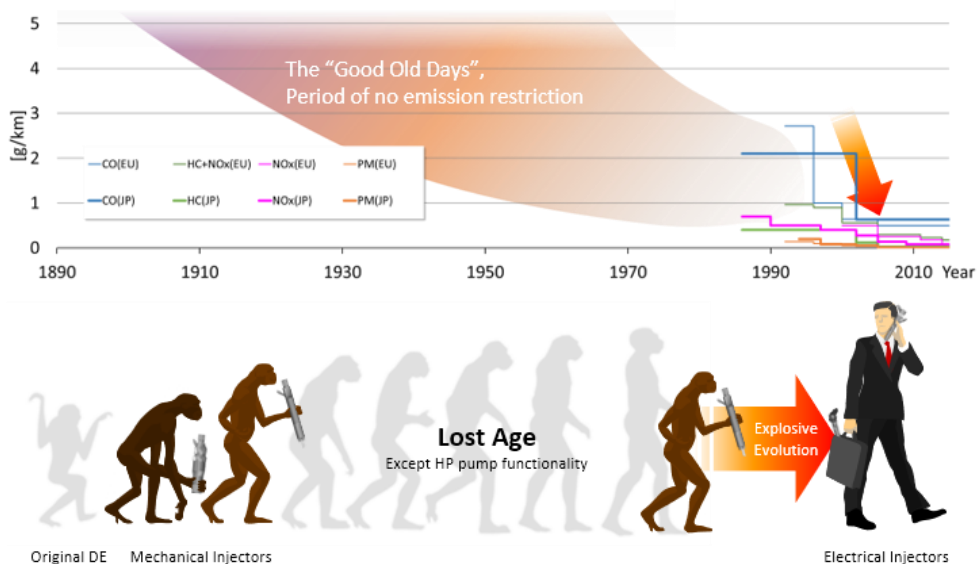 5
The “Good Old Days”,
4
Period of no emission restriction
3
[g/km]
CO(EU) HC+NOx(EU) NOx(EU) PM(EU)
2
CO(JP) HC(JP) NOx(JP) PM(JP)
1
0
1890 1910 1930 1950 1970 1990 2010 Year
Lost Age
Except HP pump functionality
Explosive
Evolution
Original DE Mechanical Injectors Electrical Injectors